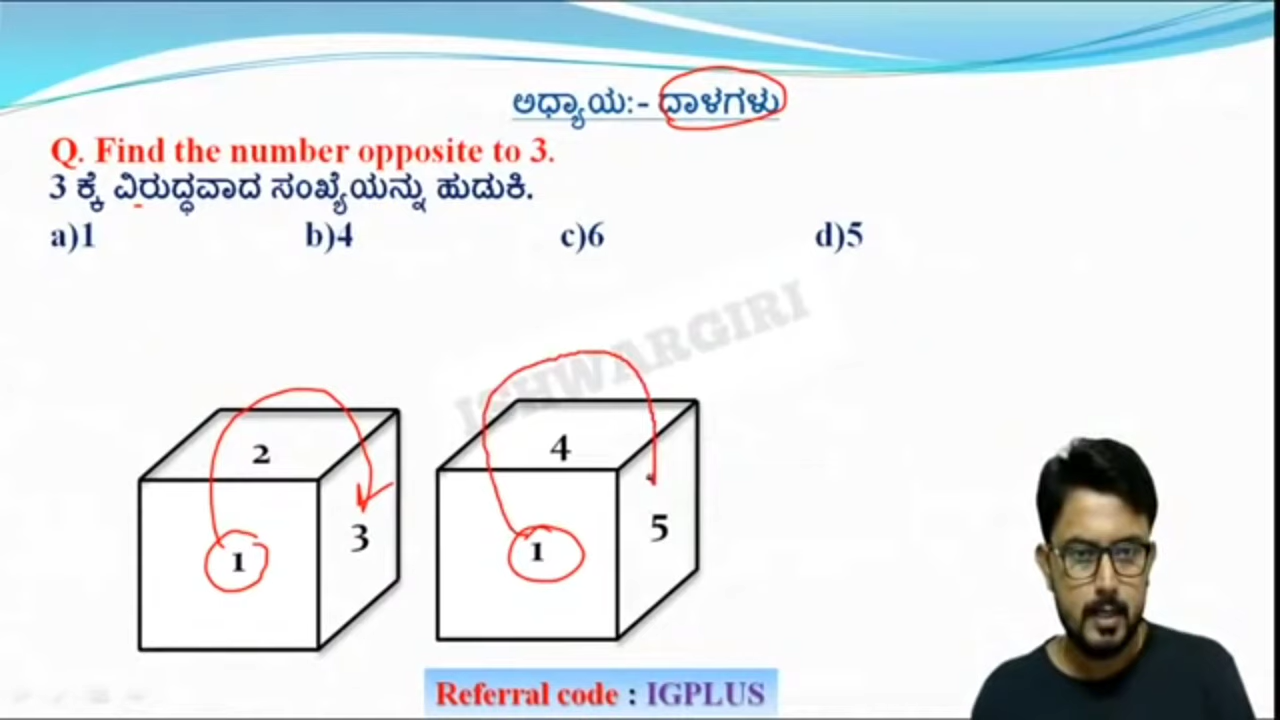 ಅಧ್ಯಾಯ:- ದಾಳಗಳು
Q. Find the number opposite to 3.
3 ಕ್ಕೆ ವಿರುದ್ಧವಾದ ಸಂಖ್ಯೆಯನ್ನು ಹುಡುಕಿ.
a)1 b)4 c)6 d)5
ISHWARGIRI
2 4
1 3 1 5
Referral code : IGPLUS